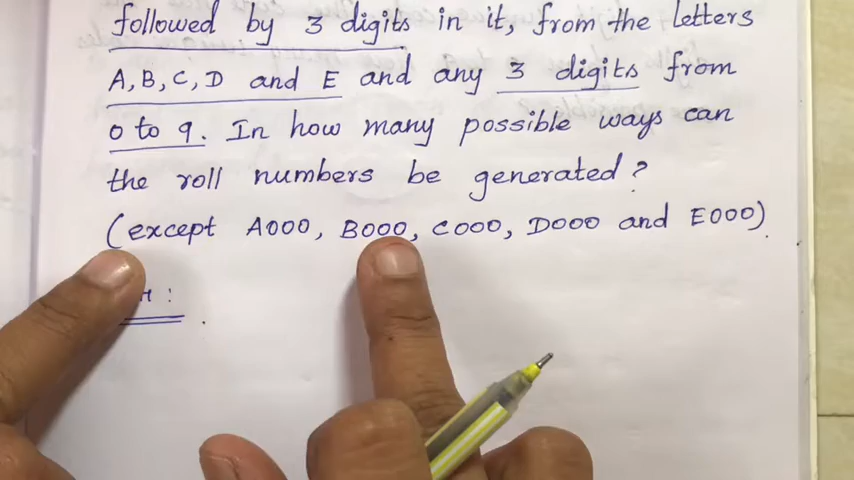 followed by 3 digits in it, from the letters
A, B, C, D and E and any 3 digits from
0 to 9. In how many possible ways can
the roll numbers be generated?
(except A000, B000, C000, D000 and E000).
: